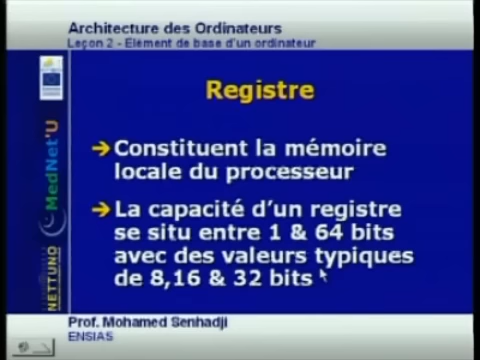 Architecture des Ordinateurs
Leçon 2 - Elément de base d'un ordinateur
Registre
Constituent la mémoire
locale du processeur
La capacité d'un registre
se situ entre 1 & 64 bits
avec des valeurs typiques
de 8,16 & 32 bits
NETTUNO MedNet'U
Prof. Mohamed Senhadji
ENSIAS